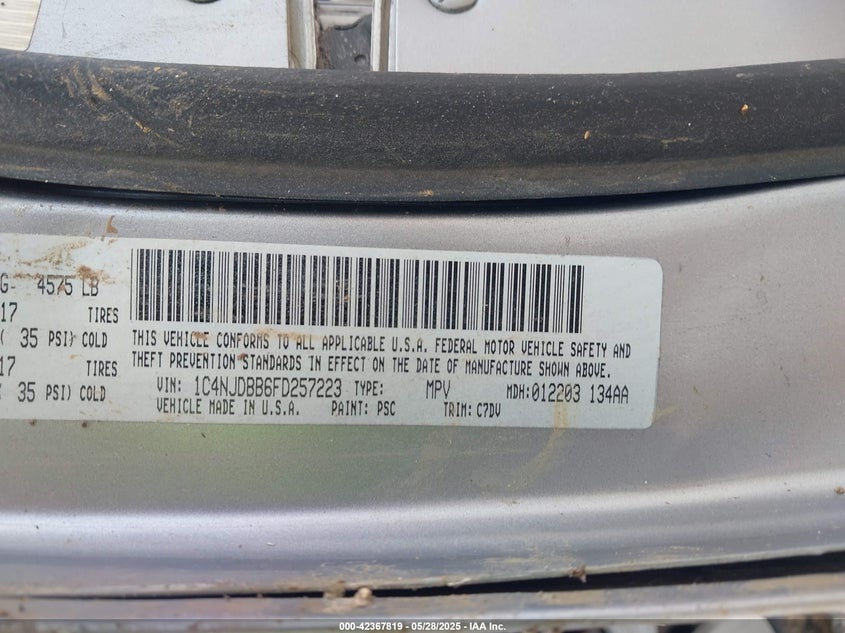 G- 4575 LB
17 TIRES
( 35 PSI) COLD
17 TIRES
( 35 PSI) COLD
THIS VEHICLE CONFORMS TO ALL APPLICABLE U.S.A. FEDERAL MOTOR VEHICLE SAFETY AND
THEFT PREVENTION STANDARDS IN EFFECT ON THE DATE OF MANUFACTURE SHOWN ABOVE.
VIN: 1C4NJDBB6FD257223 TYPE: MPV MDH:012203 134AA
VEHICLE MADE IN U.S.A. PAINT: PSC TRIM: C7DV
000-42367819 - 05/28/2025 - IAA Inc.